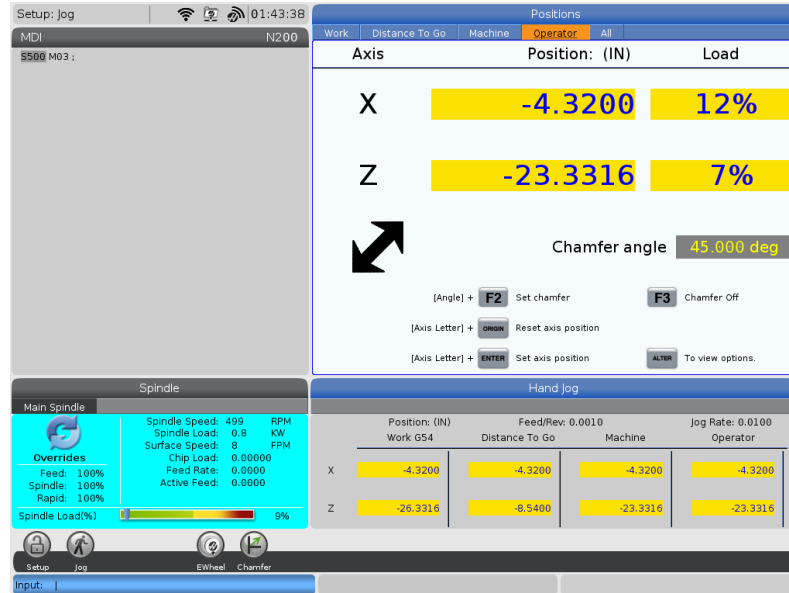 Setup: Jog
01:43:38
MDI N200
S500 M03 ;
Positions
Work Distance To Go Machine Operator All
Axis Position: (IN) Load
X -4.3200 12%
Z -23.3316 7%
Chamfer angle 45.000 deg
[Angle] + F2 Set chamfer F3 Chamfer Off
[Axis Letter] + ORIGIN Reset axis position
[Axis Letter] + ENTER Set axis position ALTER To view options.
Spindle
Main Spindle
Overrides
Feed: 100%
Spindle: 100%
Rapid: 100%
Spindle Speed: 499 RPM
Spindle Load: 0.8 KW
Surface Speed: 8 FPM
Chip Load: 0.00000
Feed Rate: 0.0000
Active Feed: 0.0000
Spindle Load(%) 9%
Hand Jog
Position: (IN) Feed/Rev: 0.0010 Jog Rate: 0.0100
Work G54 Distance To Go Machine Operator
X -4.3200 -4.3200 -4.3200 -4.3200
Z -26.3316 -8.5400 -23.3316 -23.3316
Setup Jog EWheel Chamfer
Input: